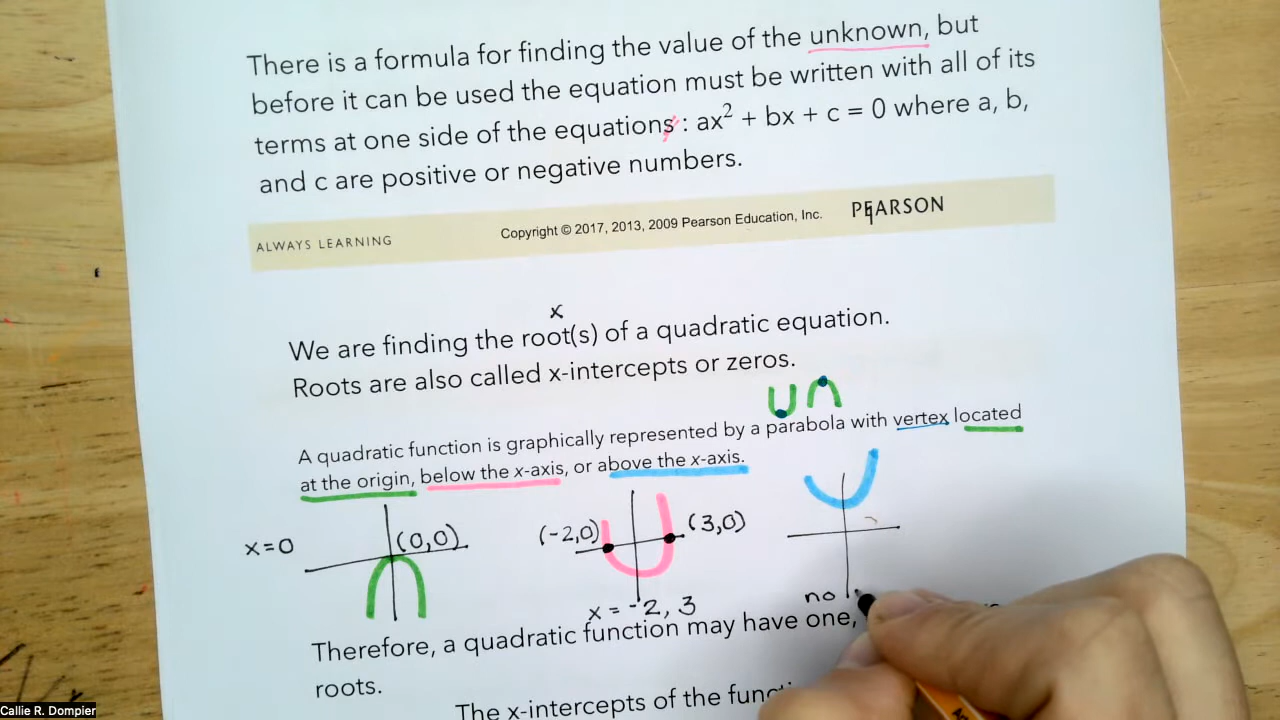 There is a formula for finding the value of the unknown, but
before it can be used the equation must be written with all of its
terms at one side of the equations : ax² + bx + c = 0 where a, b,
and c are positive or negative numbers.
ALWAYS LEARNING
Copyright © 2017, 2013, 2009 Pearson Education, Inc.
PEARSON
x
We are finding the root(s) of a quadratic equation.
Roots are also called x-intercepts or zeros.
A quadratic function is graphically represented by a parabola with vertex located
at the origin, below the x-axis, or above the x-axis.
x=0
(0,0)
(-2,0)
(3,0)
x = -2, 3
no
Therefore, a quadratic function may have one,
roots.
The x-intercepts of the
Callie R. Dompier